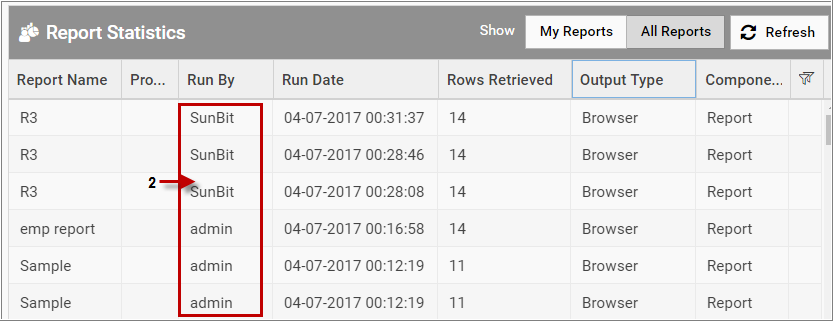 Report Statistics Show My Reports All Reports Refresh
Report Name Pro... Run By Run Date Rows Retrieved Output Type Compone...
R3 SunBit 04-07-2017 00:31:37 14 Browser Report
R3 SunBit 04-07-2017 00:28:46 14 Browser Report
2
R3 SunBit 04-07-2017 00:28:08 14 Browser Report
emp report admin 04-07-2017 00:16:58 14 Browser Report
Sample admin 04-07-2017 00:12:19 11 Browser Report
Sample admin 04-07-2017 00:12:19 11 Browser Report